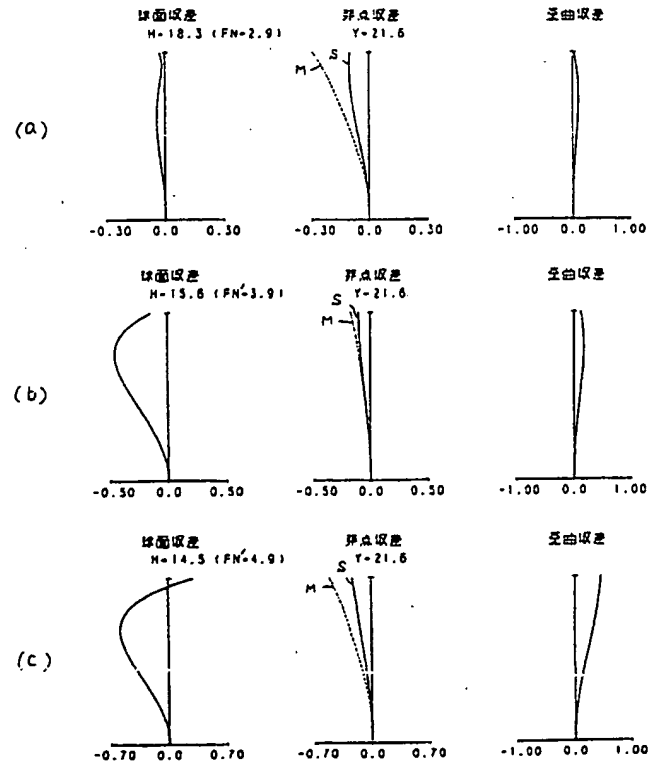 球面収差
H=18.3 (FN=2.9)
非点収差
Y=21.6
歪曲収差
S
M
(a)
-0.30 0.0 0.30
-0.30 0.0 0.30
-1.00 0.0 1.00
球面収差
H=15.6 (FN'=3.9)
非点収差
Y=21.6
歪曲収差
S
M
(b)
-0.50 0.0 0.50
-0.50 0.0 0.50
-1.00 0.0 1.00
球面収差
H=14.5 (FN'=4.9)
非点収差
Y=21.6
歪曲収差
S
M
(c)
-0.70 0.0 0.70
-0.70 0.0 0.70
-1.00 0.0 1.00